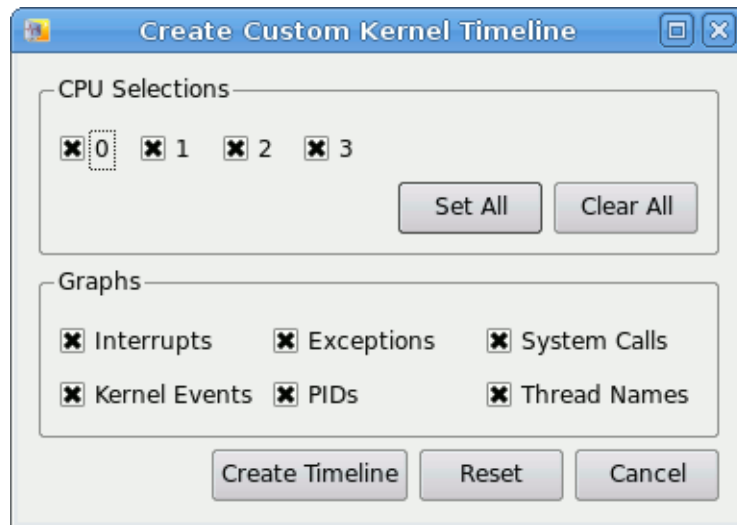 Create Custom Kernel Timeline
CPU Selections
0 1 2 3
Set All Clear All
Graphs
Interrupts Exceptions System Calls
Kernel Events PIDs Thread Names
Create Timeline Reset Cancel